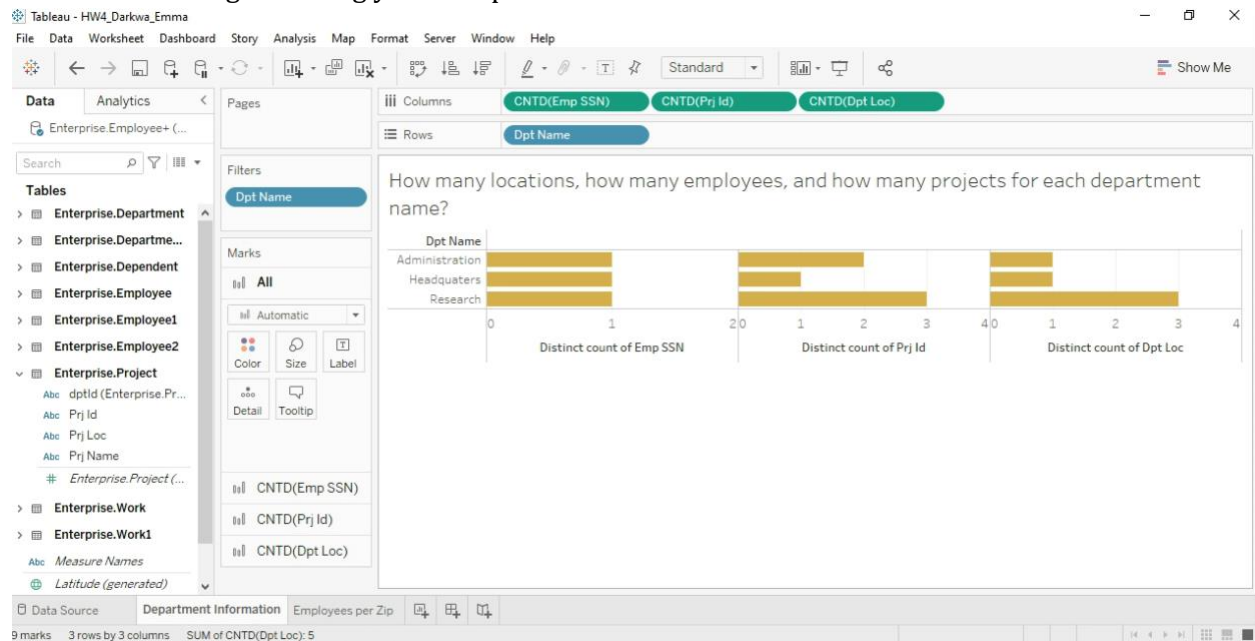 Tableau - HW4_Darkwa_Emma
File Data Worksheet Dashboard Story Analysis Map Format Server Window Help
Standard
Show Me
Data Analytics
Enterprise.Employee+ (...
Search
Tables
Enterprise.Department
Enterprise.Departme...
Enterprise.Dependent
Enterprise.Employee
Enterprise.Employee1
Enterprise.Employee2
Enterprise.Project
Abc dptId (Enterprise.Pr...
Abc Prj Id
Abc Prj Loc
Abc Prj Name
# Enterprise.Project (...
Enterprise.Work
Enterprise.Work1
Abc Measure Names
Latitude (generated)
Pages
Filters
Dpt Name
Marks
All
Automatic
Color Size Label
Detail Tooltip
CNTD(Emp SSN)
CNTD(Prj Id)
CNTD(Dpt Loc)
Columns CNTD(Emp SSN) CNTD(Prj Id) CNTD(Dpt Loc)
Rows Dpt Name
How many locations, how many employees, and how many projects for each department
name?
Dpt Name
Administration
Headquaters
Research
0 1 2 0 1 2 3 4 0 1 2 3 4
Distinct count of Emp SSN Distinct count of Prj Id Distinct count of Dpt Loc
Data Source Department Information Employees per Zip
9 marks 3 rows by 3 columns SUM of CNTD(Dpt Loc): 5